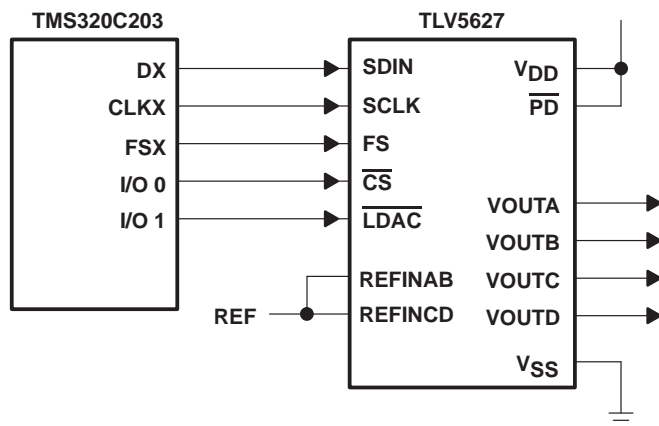 TMS320C203
TLV5627
DX
CLKX
FSX
I/O 0
I/O 1
SDIN
SCLK
FS
CS
LDAC
REFINAB
REFINCD
REF
VDD
PD
VOUTA
VOUTB
VOUTC
VOUTD
VSS